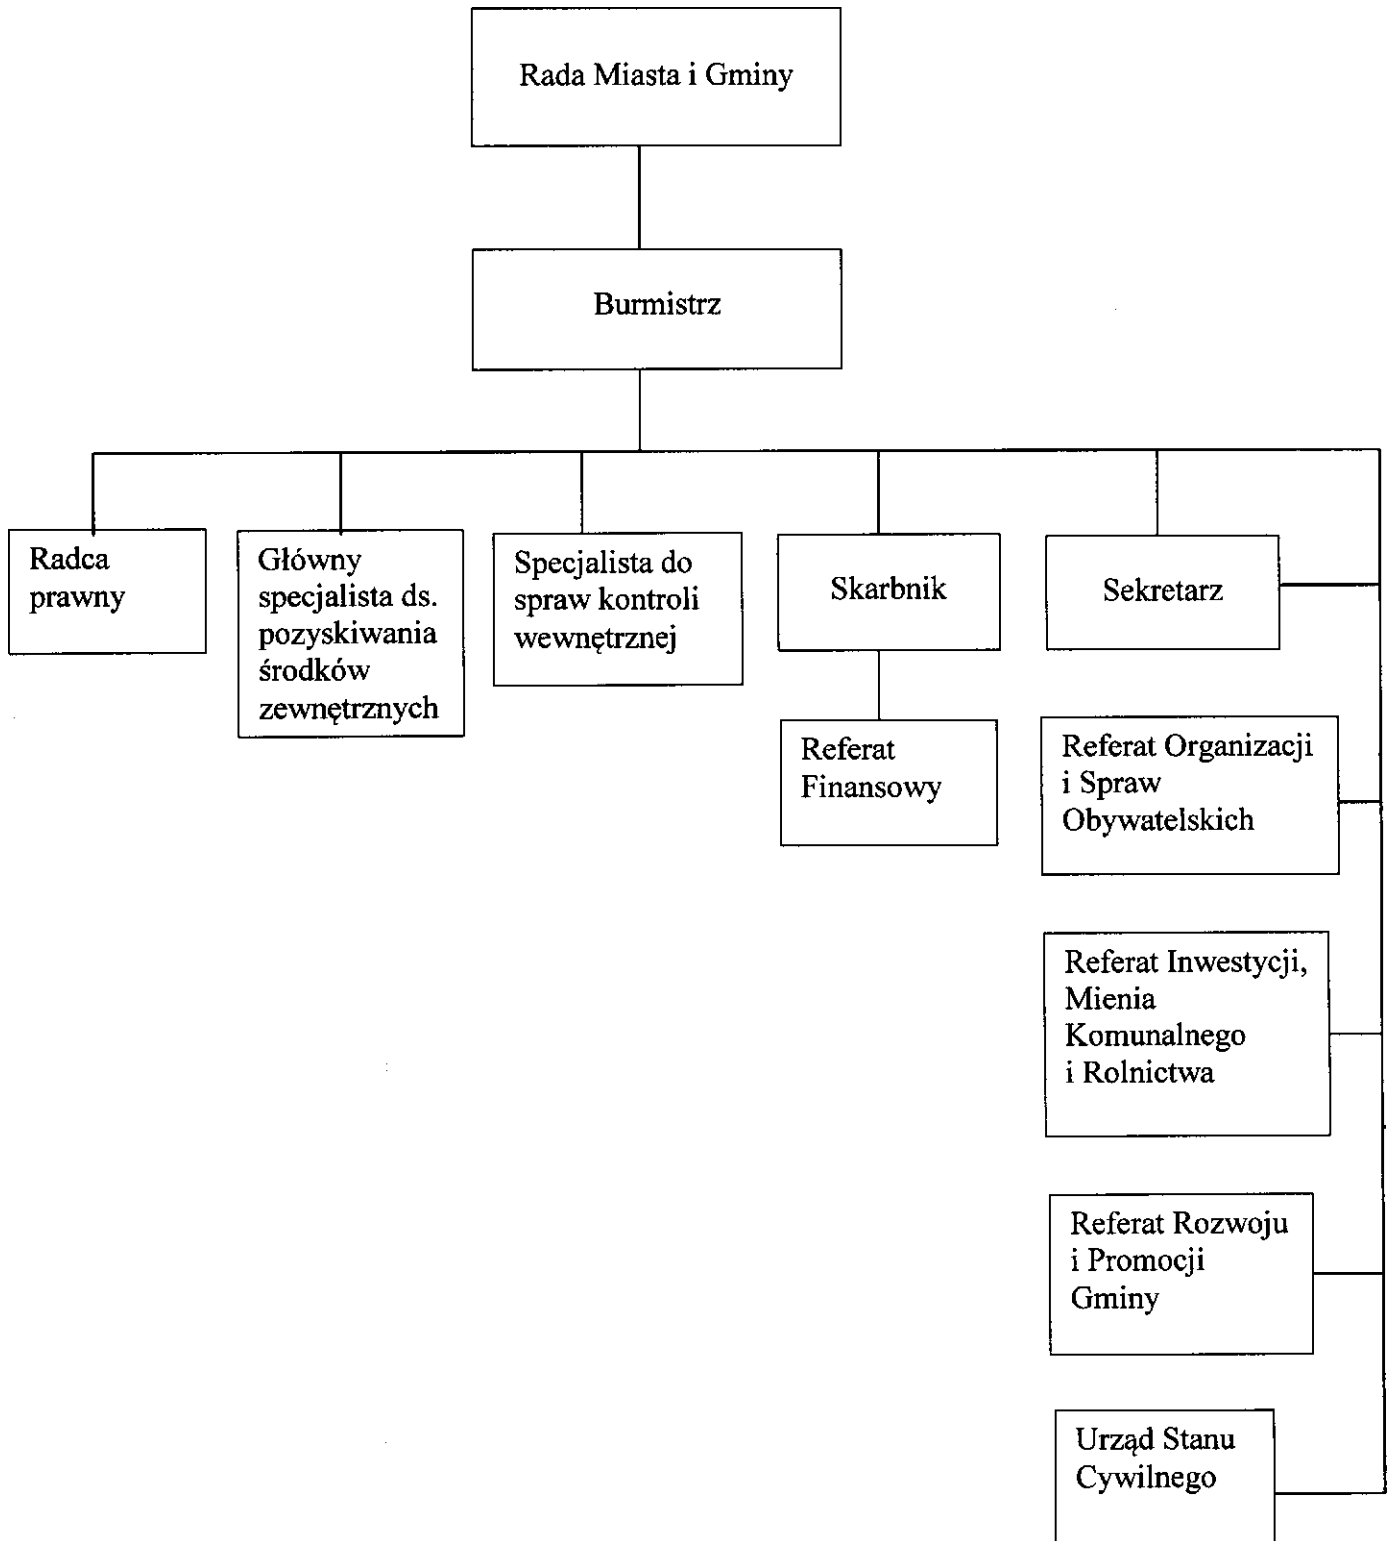 Rada Miasta i Gminy
Burmistrz
Radca
prawny
Główny
specjalista ds.
pozyskiwania
środków
zewnętrznych
Specjalista do
spraw kontroli
wewnętrznej
Skarbnik
Sekretarz
Referat
Finansowy
Referat Organizacji
i Spraw
Obywatelskich
Referat Inwestycji,
Mienia
Komunalnego
i Rolnictwa
Referat Rozwoju
i Promocji
Gminy
Urząd Stanu
Cywilnego